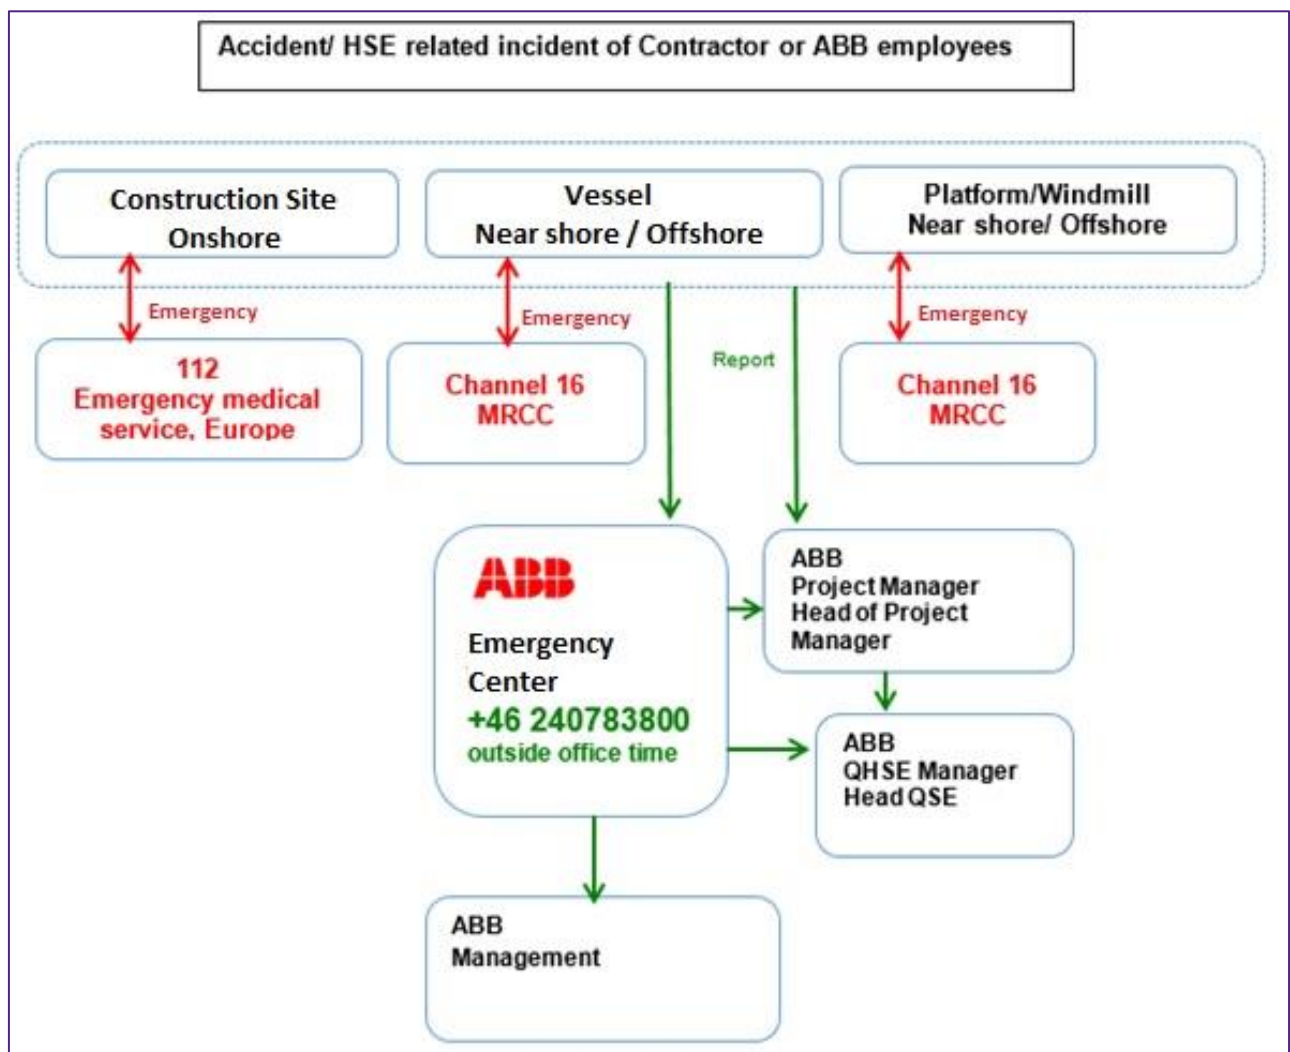 Accident/ HSE related incident of Contractor or ABB employees
Construction Site
Onshore
Vessel
Near shore / Offshore
Platform/Windmill
Near shore/ Offshore
Emergency
Emergency
Emergency
112
Emergency medical
service, Europe
Channel 16
MRCC
Report
Channel 16
MRCC
ABB
Emergency
Center
+46 240783800
outside office time
ABB
Project Manager
Head of Project
Manager
ABB
QHSE Manager
Head QSE
ABB
Management